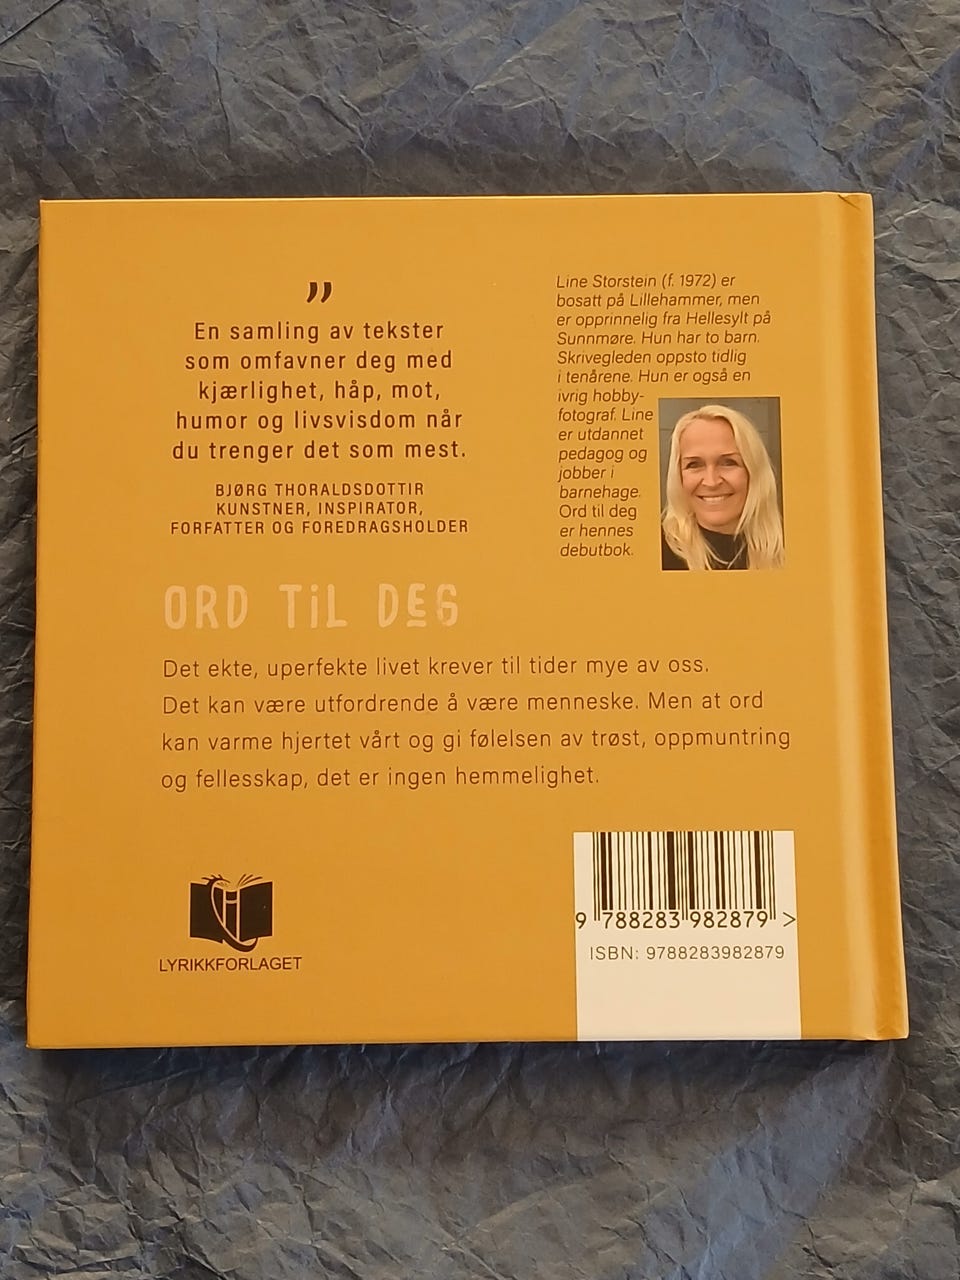 ”
En samling av tekster
som omfavner deg med
kjærlighet, håp, mot,
humor og livsvisdom når
du trenger det som mest.
BJØRG THORALDSDOTTIR
KUNSTNER, INSPIRATOR,
FORFATTER OG FOREDRAGSHOLDER
Line Storstein (f. 1972) er
bosatt på Lillehammer, men
er opprinnelig fra Hellesylt på
Sunnmøre. Hun har to barn.
Skrivegleden oppsto tidlig
i tenårene. Hun er også en
ivrig hobby-
fotograf. Line
er utdannet
pedagog og
jobber i
barnehage.
Ord til deg
er hennes
debutbok.
ORD TiL DEG
Det ekte, uperfekte livet krever til tider mye av oss.
Det kan være utfordrende å være menneske. Men at ord
kan varme hjertet vårt og gi følelsen av trøst, oppmuntring
og fellesskap, det er ingen hemmelighet.
LYRIKKFORLAGET
9 788283 982879 >
ISBN: 9788283982879